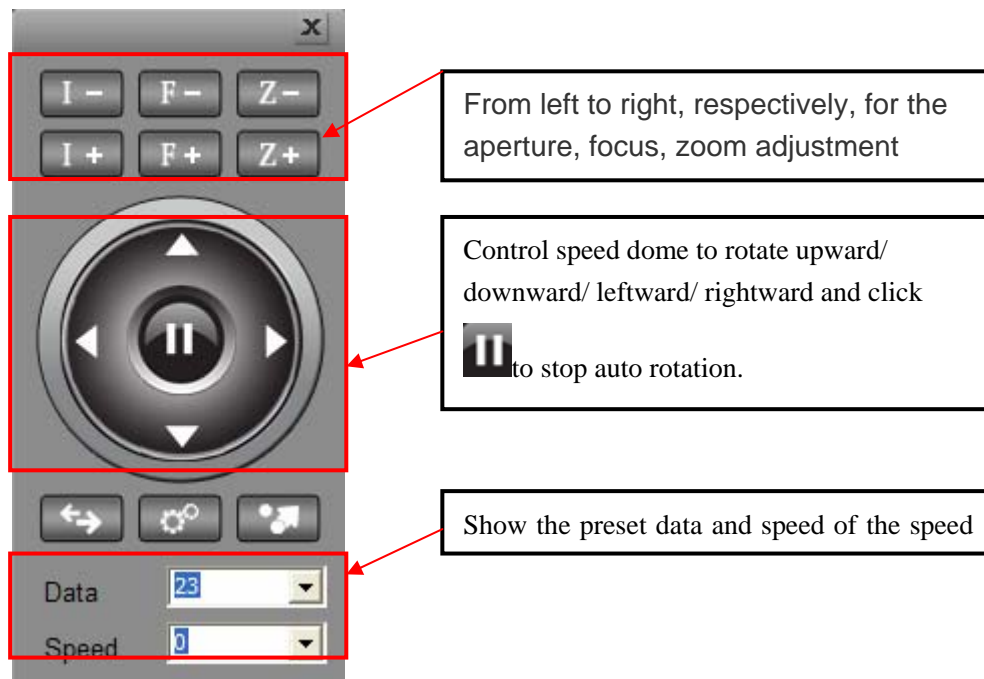 x
I - F - Z -
I + F + Z +
From left to right, respectively, for the
aperture, focus, zoom adjustment
Control speed dome to rotate upward/
downward/ leftward/ rightward and click
to stop auto rotation.
Show the preset data and speed of the speed
Data 23
Speed 0